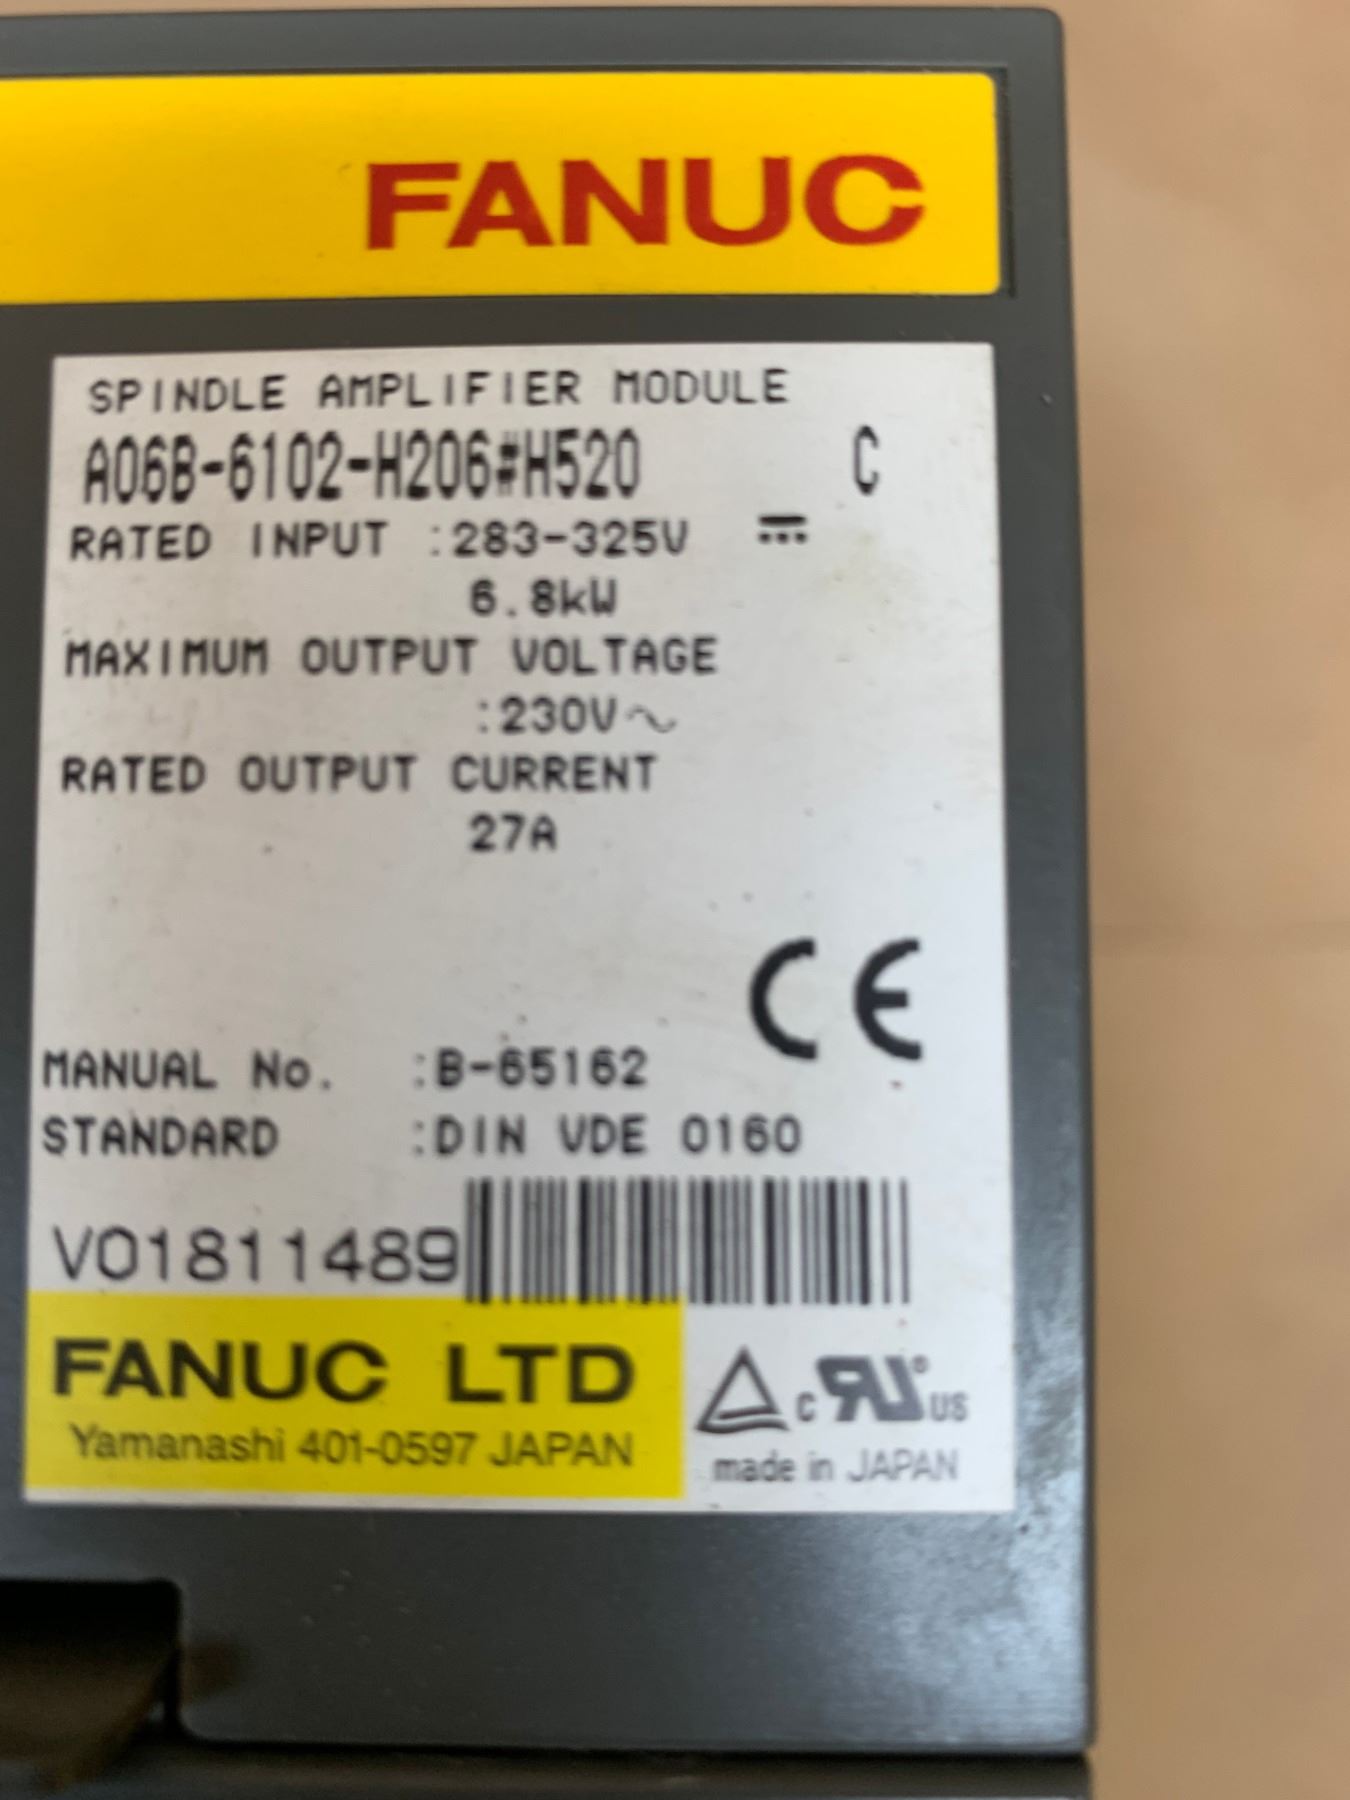 FANUC
SPINDLE AMPLIFIER MODULE
A06B-6102-H206#H520 C
RATED INPUT :283-325V ⎓
6.8kW
MAXIMUM OUTPUT VOLTAGE
:230V~
RATED OUTPUT CURRENT
27A
CE
MANUAL No. :B-65162
STANDARD :DIN VDE 0160
V01811489
FANUC LTD
Yamanashi 401-0597 JAPAN
c RU US
made in JAPAN